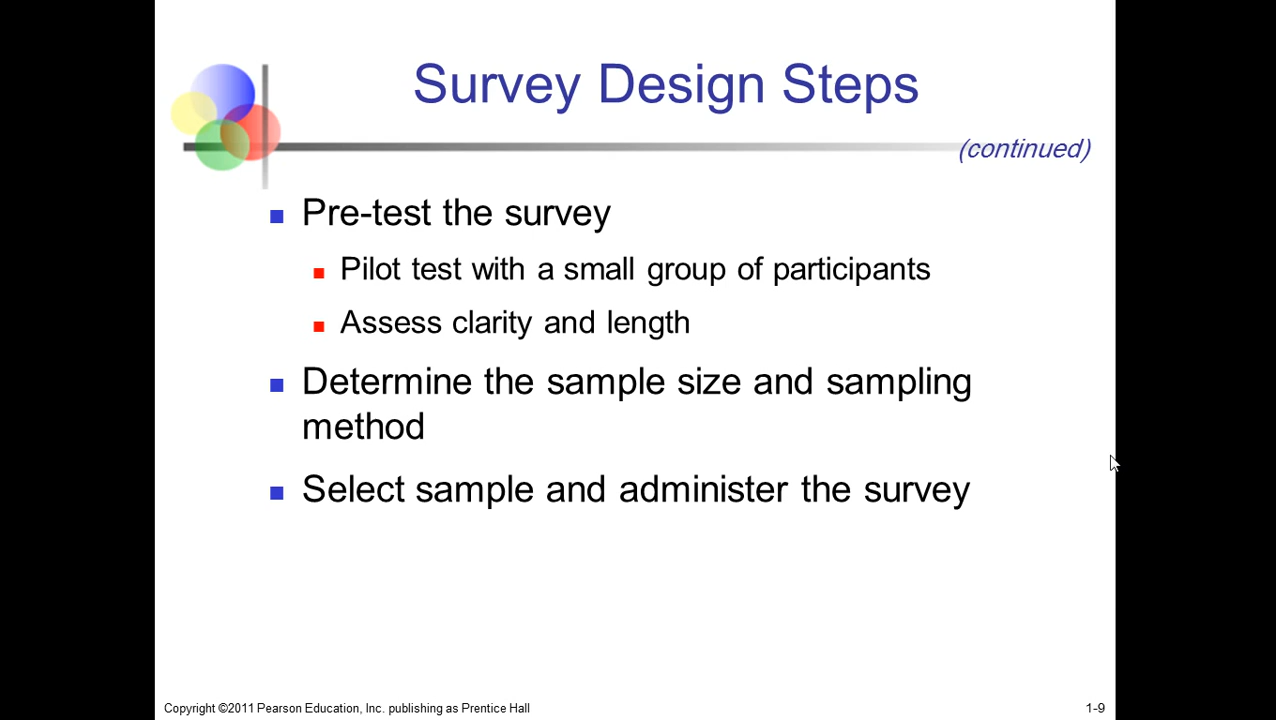 Survey Design Steps
(continued)
Pre-test the survey
Pilot test with a small group of participants
Assess clarity and length
Determine the sample size and sampling
method
Select sample and administer the survey
Copyright ©2011 Pearson Education, Inc. publishing as Prentice Hall
1-9